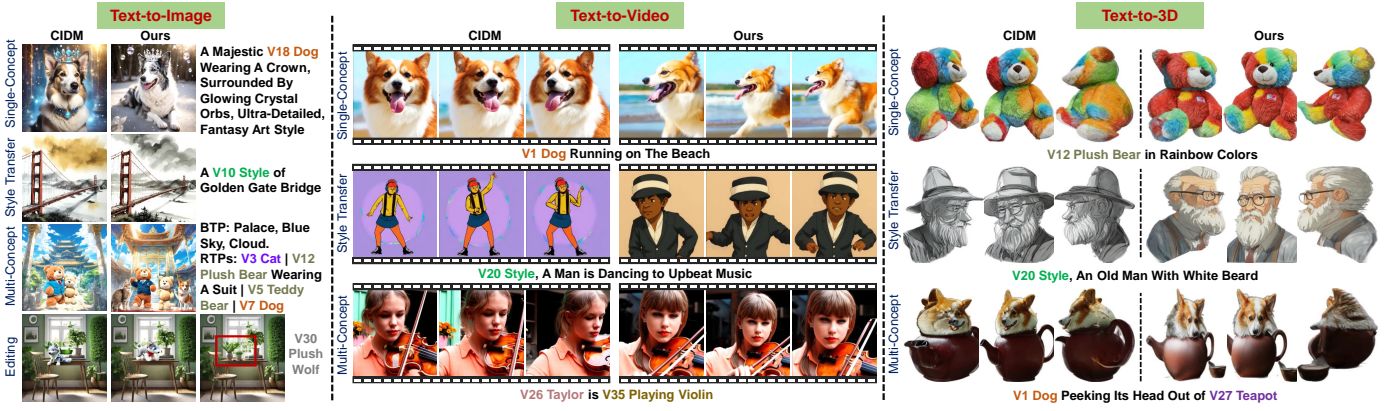 Text-to-Image
CIDM
Ours
Single-Concept
A Majestic V18 Dog
Wearing A Crown,
Surrounded By
Glowing Crystal
Orbs, Ultra-Detailed,
Fantasy Art Style
Style Transfer
A V10 Style of
Golden Gate Bridge
Multi-Concept
BTP: Palace, Blue
Sky, Cloud.
RTPs: V3 Cat | V12
Plush Bear Wearing
A Suit | V5 Teddy
Bear | V7 Dog
Editing
V30
Plush
Wolf
Text-to-Video
CIDM
Ours
Single-Concept
V1 Dog Running on The Beach
Style Transfer
V20 Style, A Man is Dancing to Upbeat Music
Multi-Concept
V26 Taylor is V35 Playing Violin
Text-to-3D
CIDM
Ours
Single-Concept
V12 Plush Bear in Rainbow Colors
Style Transfer
V20 Style, An Old Man With White Beard
Multi-Concept
V1 Dog Peeking Its Head Out of V27 Teapot